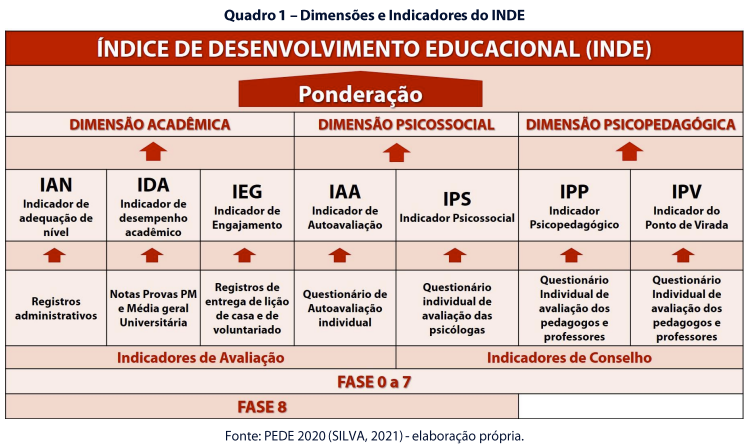 Quadro 1 – Dimensões e Indicadores do INDE
ÍNDICE DE DESENVOLVIMENTO EDUCACIONAL (INDE)
Ponderação
DIMENSÃO ACADÊMICA
DIMENSÃO PSICOSSOCIAL
DIMENSÃO PSICOPEDAGÓGICA
IAN
Indicador de
adequação de
nível
IDA
Indicador de
desempenho
acadêmico
IEG
Indicador de
Engajamento
IAA
Indicador de
Autoavaliação
IPS
Indicador Psicossocial
IPP
Indicador
Psicopedagógico
IPV
Indicador do
Ponto de Virada
Registros
administrativos
Notas Provas PM
e Média geral
Universitária
Registros de
entrega de lição
de casa e de
voluntariado
Questionário de
Autoavaliação
individual
Questionário
individual de
avaliação das
psicólogas
Questionário
Individual de
avaliação dos
pedagogos e
professores
Questionário
Individual de
avaliação dos
pedagogos e
professores
Indicadores de Avaliação
Indicadores de Conselho
FASE 0 a 7
FASE 8
Fonte: PEDE 2020 (SILVA, 2021) - elaboração própria.